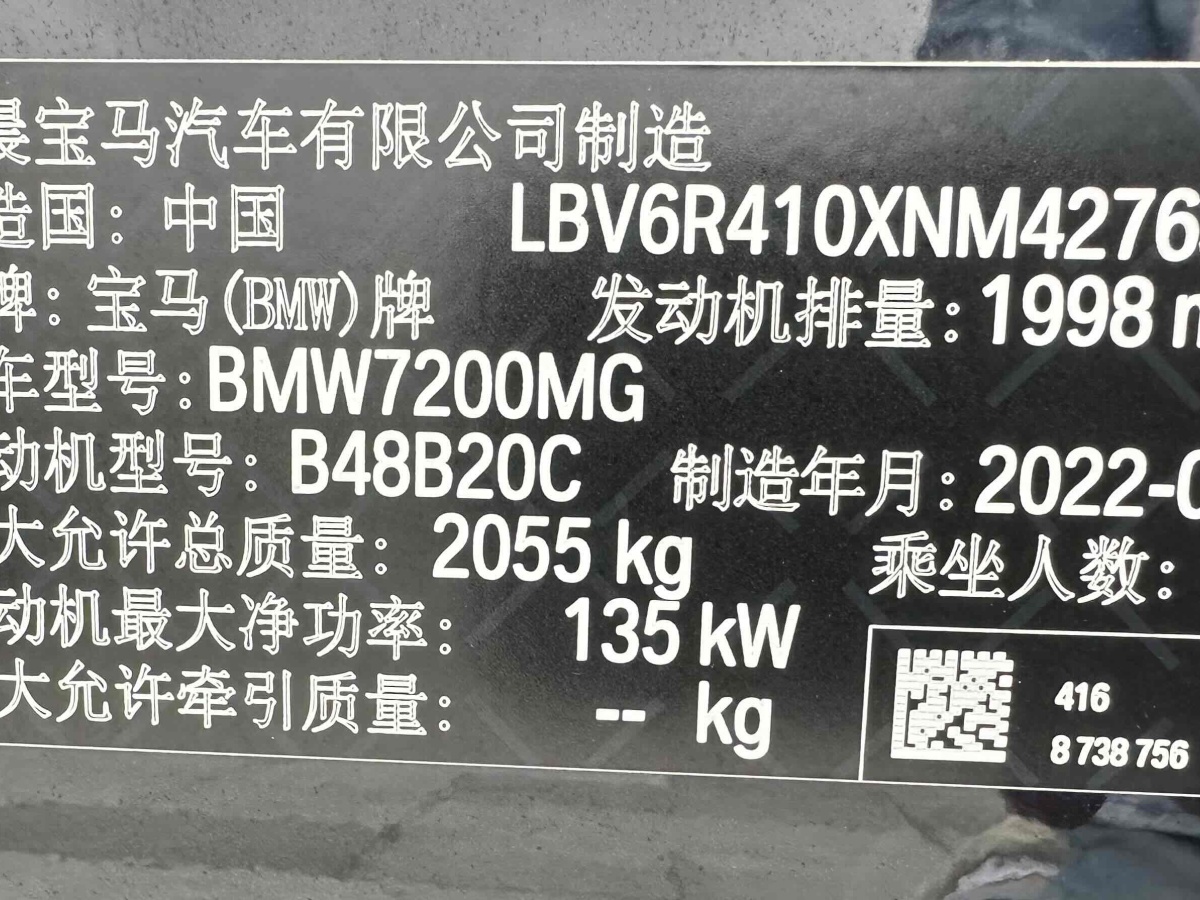 宝马汽车有限公司制造
造国：中国 LBV6R410XNM4276
牌：宝马(BMW)牌 发动机排量：1998
车型号：BMW7200MG
动机型号：B48B20C 制造年月：2022-0
大允许总质量：2055 kg 乘坐人数：
动机最大净功率：135 kW
大允许牵引质量：-- kg
416
8 738 756